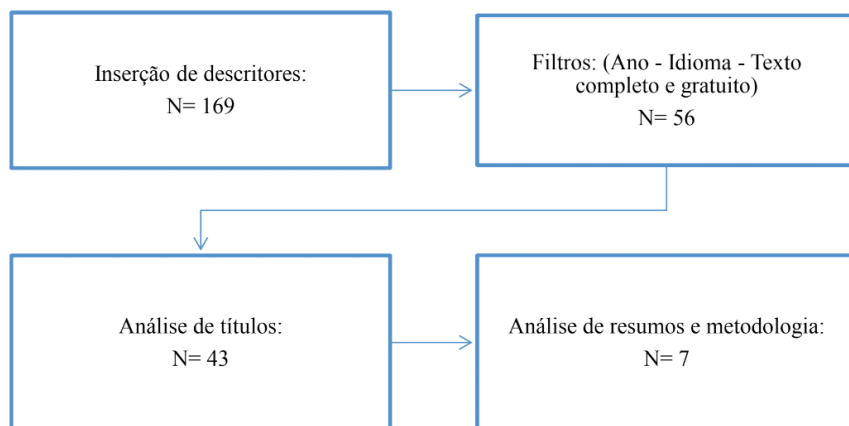 Inserção de descritores:
N= 169
Filtros: (Ano - Idioma - Texto
completo e gratuito)
N= 56
Análise de títulos:
N= 43
Análise de resumos e metodologia:
N= 7